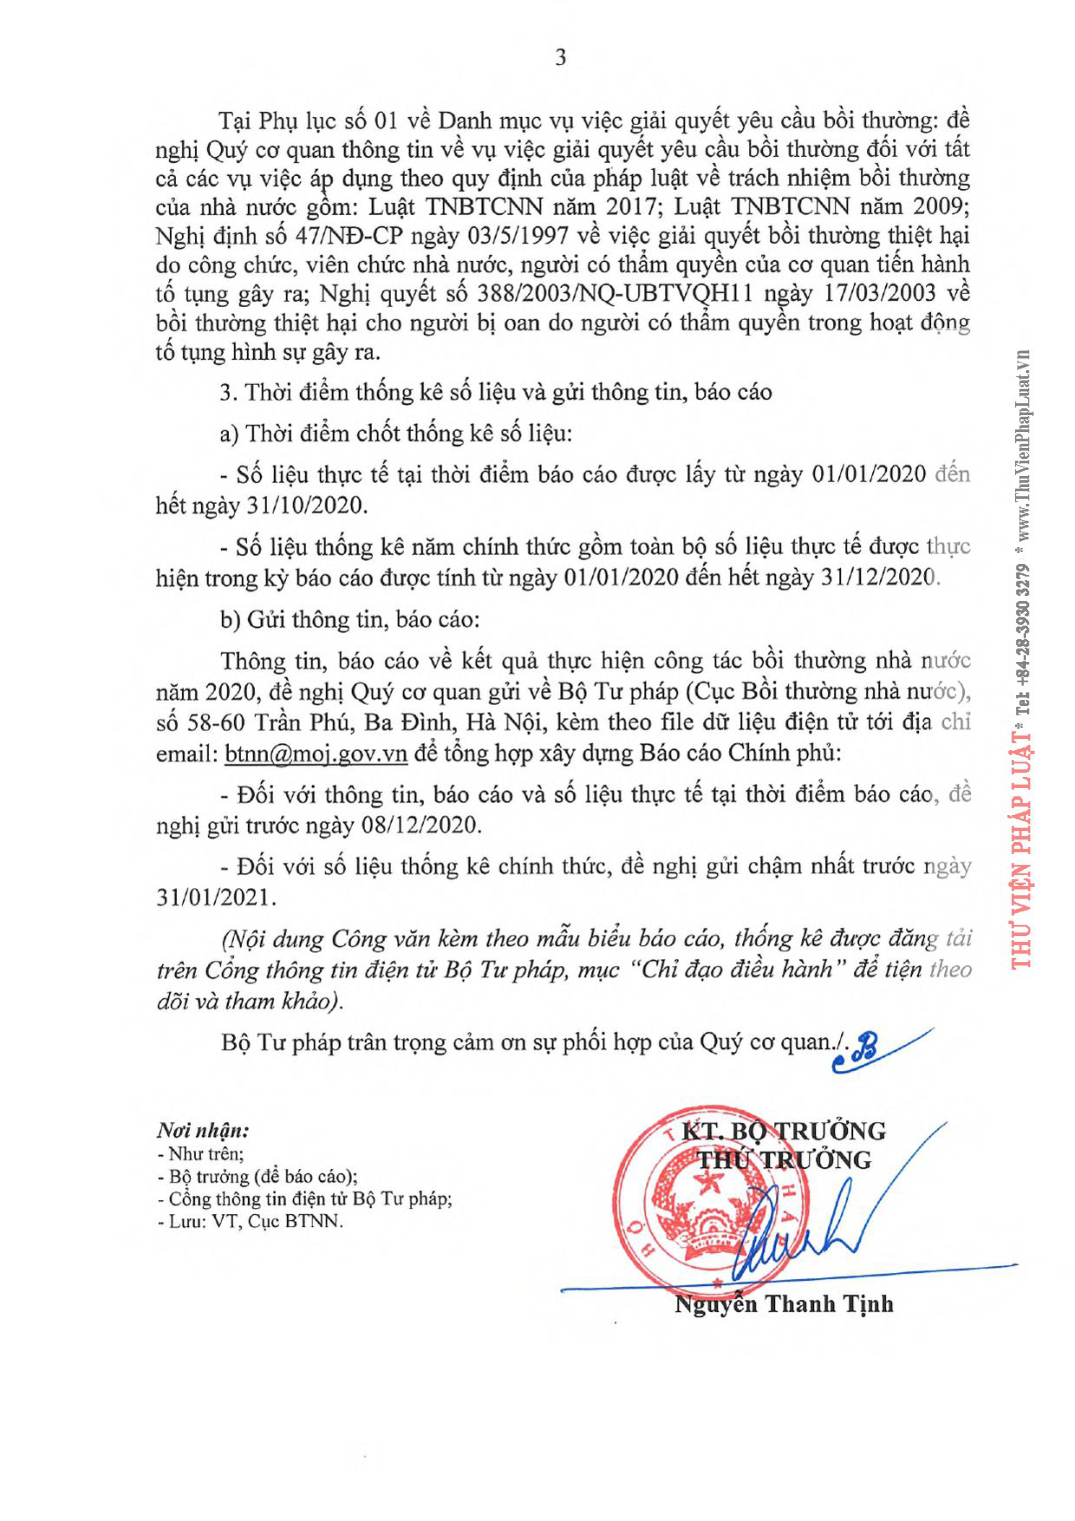 3
Tại Phụ lục số 01 về Danh mục vụ việc giải quyết yêu cầu bồi thường: đề
nghị Quý cơ quan thông tin về vụ việc giải quyết yêu cầu bồi thường đối với tất
cả các vụ việc áp dụng theo quy định của pháp luật về trách nhiệm bồi thường
của nhà nước gồm: Luật TNBTCNN năm 2017; Luật TNBTCNN năm 2009;
Nghị định số 47/NĐ-CP ngày 03/5/1997 về việc giải quyết bồi thường thiệt hại
do công chức, viên chức nhà nước, người có thẩm quyền của cơ quan tiến hành
tố tụng gây ra; Nghị quyết số 388/2003/NQ-UBTVQH11 ngày 17/03/2003 về
bồi thường thiệt hại cho người bị oan do người có thẩm quyền trong hoạt động
tố tụng hình sự gây ra.
3. Thời điểm thống kê số liệu và gửi thông tin, báo cáo
a) Thời điểm chốt thống kê số liệu:
- Số liệu thực tế tại thời điểm báo cáo được lấy từ ngày 01/01/2020 đến
hết ngày 31/10/2020.
- Số liệu thống kê năm chính thức gồm toàn bộ số liệu thực tế được thực
hiện trong kỳ báo cáo được tính từ ngày 01/01/2020 đến hết ngày 31/12/2020.
b) Gửi thông tin, báo cáo:
Thông tin, báo cáo về kết quả thực hiện công tác bồi thường nhà nước
năm 2020, đề nghị Quý cơ quan gửi về Bộ Tư pháp (Cục Bồi thường nhà nước),
số 58-60 Trần Phú, Ba Đình, Hà Nội, kèm theo file dữ liệu điện tử tới địa chỉ
email: btnn@moj.gov.vn để tổng hợp xây dựng Báo cáo Chính phủ:
- Đối với thông tin, báo cáo và số liệu thực tế tại thời điểm báo cáo, đề
nghị gửi trước ngày 08/12/2020.
- Đối với số liệu thống kê chính thức, đề nghị gửi chậm nhất trước ngày
31/01/2021.
(Nội dung Công văn kèm theo mẫu biểu báo cáo, thống kê được đăng tải
trên Cổng thông tin điện tử Bộ Tư pháp, mục “Chỉ đạo điều hành” để tiện theo
dõi và tham khảo).
Bộ Tư pháp trân trọng cảm ơn sự phối hợp của Quý cơ quan./.
Nơi nhận:
- Như trên;
- Bộ trưởng (để báo cáo);
- Cổng thông tin điện tử Bộ Tư pháp;
- Lưu: VT, Cục BTNN.
KT. BỘ TRƯỞNG
THỨ TRƯỞNG
BỘ TƯ PHÁP
Nguyễn Thanh Tịnh
THƯ VIỆN PHÁP LUẬT * Tel: +84-28-3930 3279 * www.ThuVienPhapLuat.vn